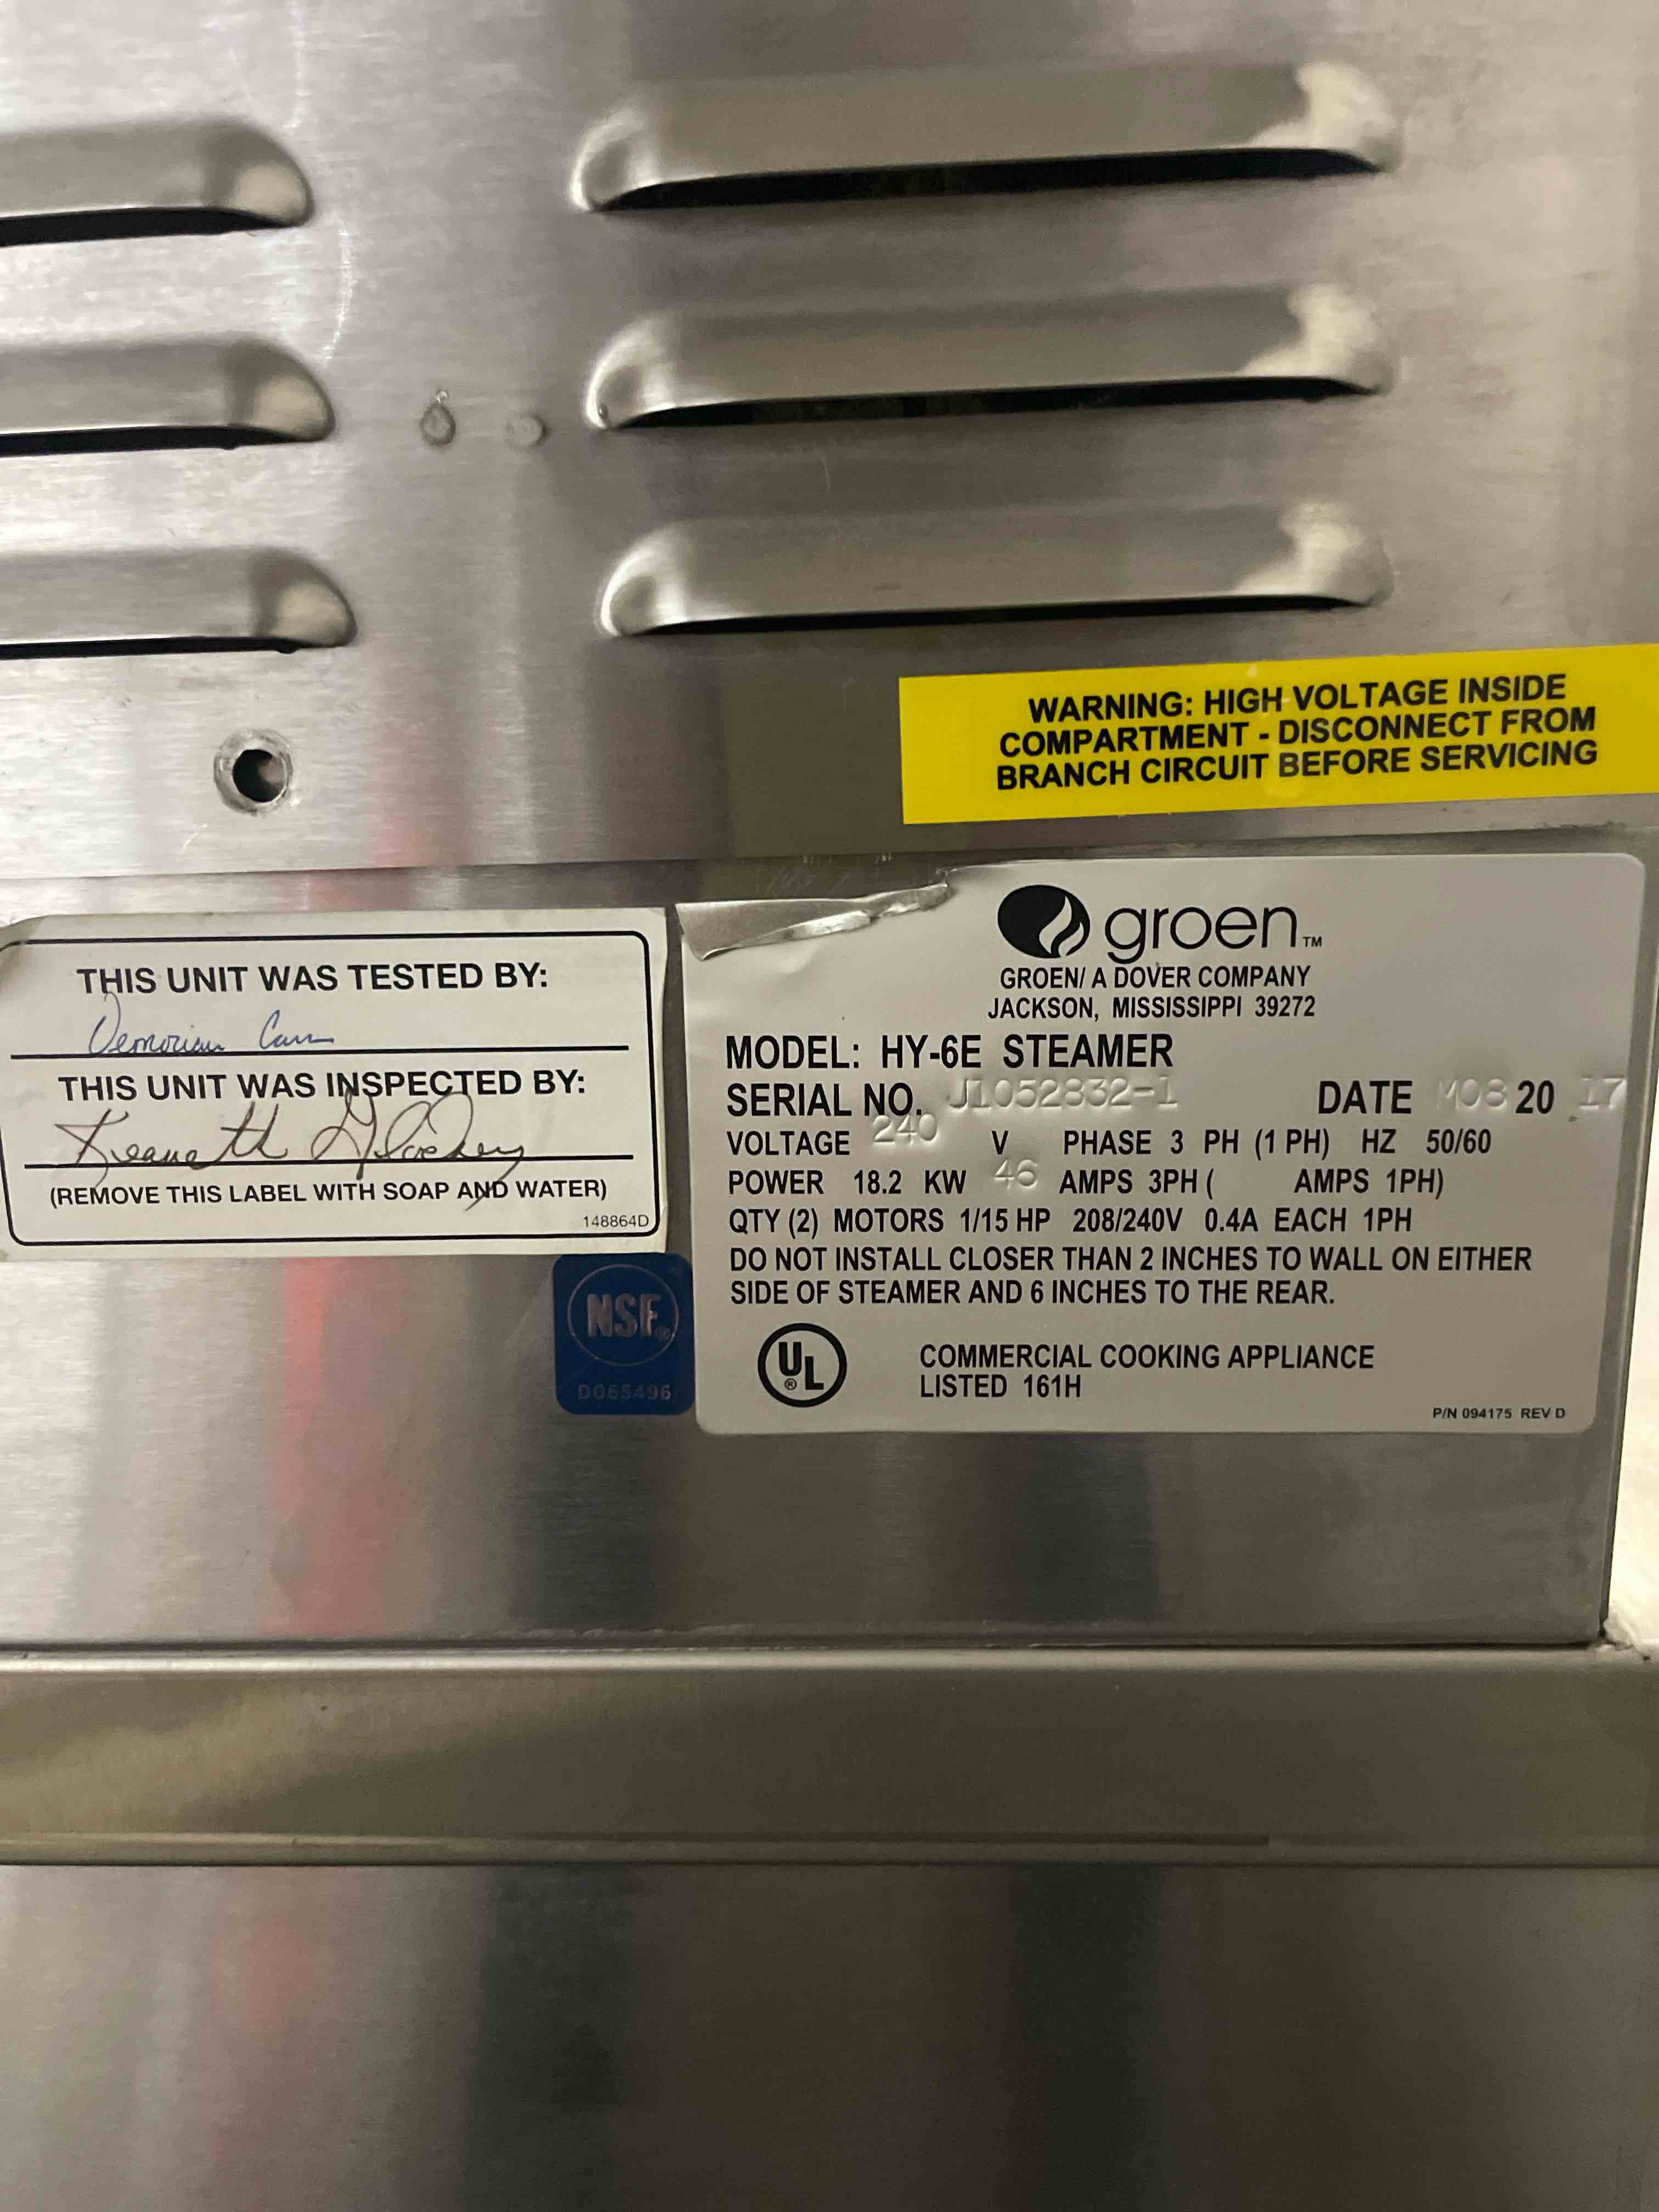 WARNING: HIGH VOLTAGE INSIDE
COMPARTMENT - DISCONNECT FROM
BRANCH CIRCUIT BEFORE SERVICING
THIS UNIT WAS TESTED BY:
THIS UNIT WAS INSPECTED BY:
Kenneth
(REMOVE THIS LABEL WITH SOAP AND WATER)
148864D
NSF®
D065496
groen™
GROEN/ A DOVER COMPANY
JACKSON, MISSISSIPPI 39272
MODEL: HY-6E STEAMER
SERIAL NO. J1052832-1 DATE M08 20 17
VOLTAGE 240 V PHASE 3 PH (1 PH) HZ 50/60
POWER 18.2 KW 46 AMPS 3PH ( AMPS 1PH)
QTY (2) MOTORS 1/15 HP 208/240V 0.4A EACH 1PH
DO NOT INSTALL CLOSER THAN 2 INCHES TO WALL ON EITHER
SIDE OF STEAMER AND 6 INCHES TO THE REAR.
UL®
COMMERCIAL COOKING APPLIANCE
LISTED 161H
P/N 094175 REV D